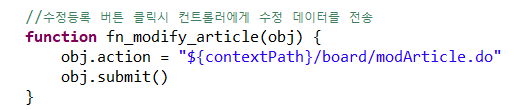 //수정등록 버튼 클릭시 컨트롤러에게 수정 데이터를 전송
function fn_modify_article(obj) {
    obj.action = "${contextPath}/board/modArticle.do"
    obj.submit()
}